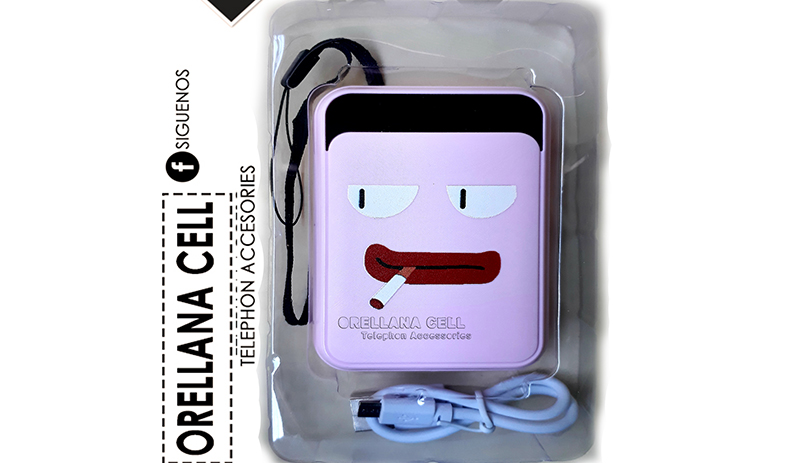 SIGUENOS
ORELLANA CELL
TELEPHON ACCESORIES
ORELLANA CELL
Telephon Accessories